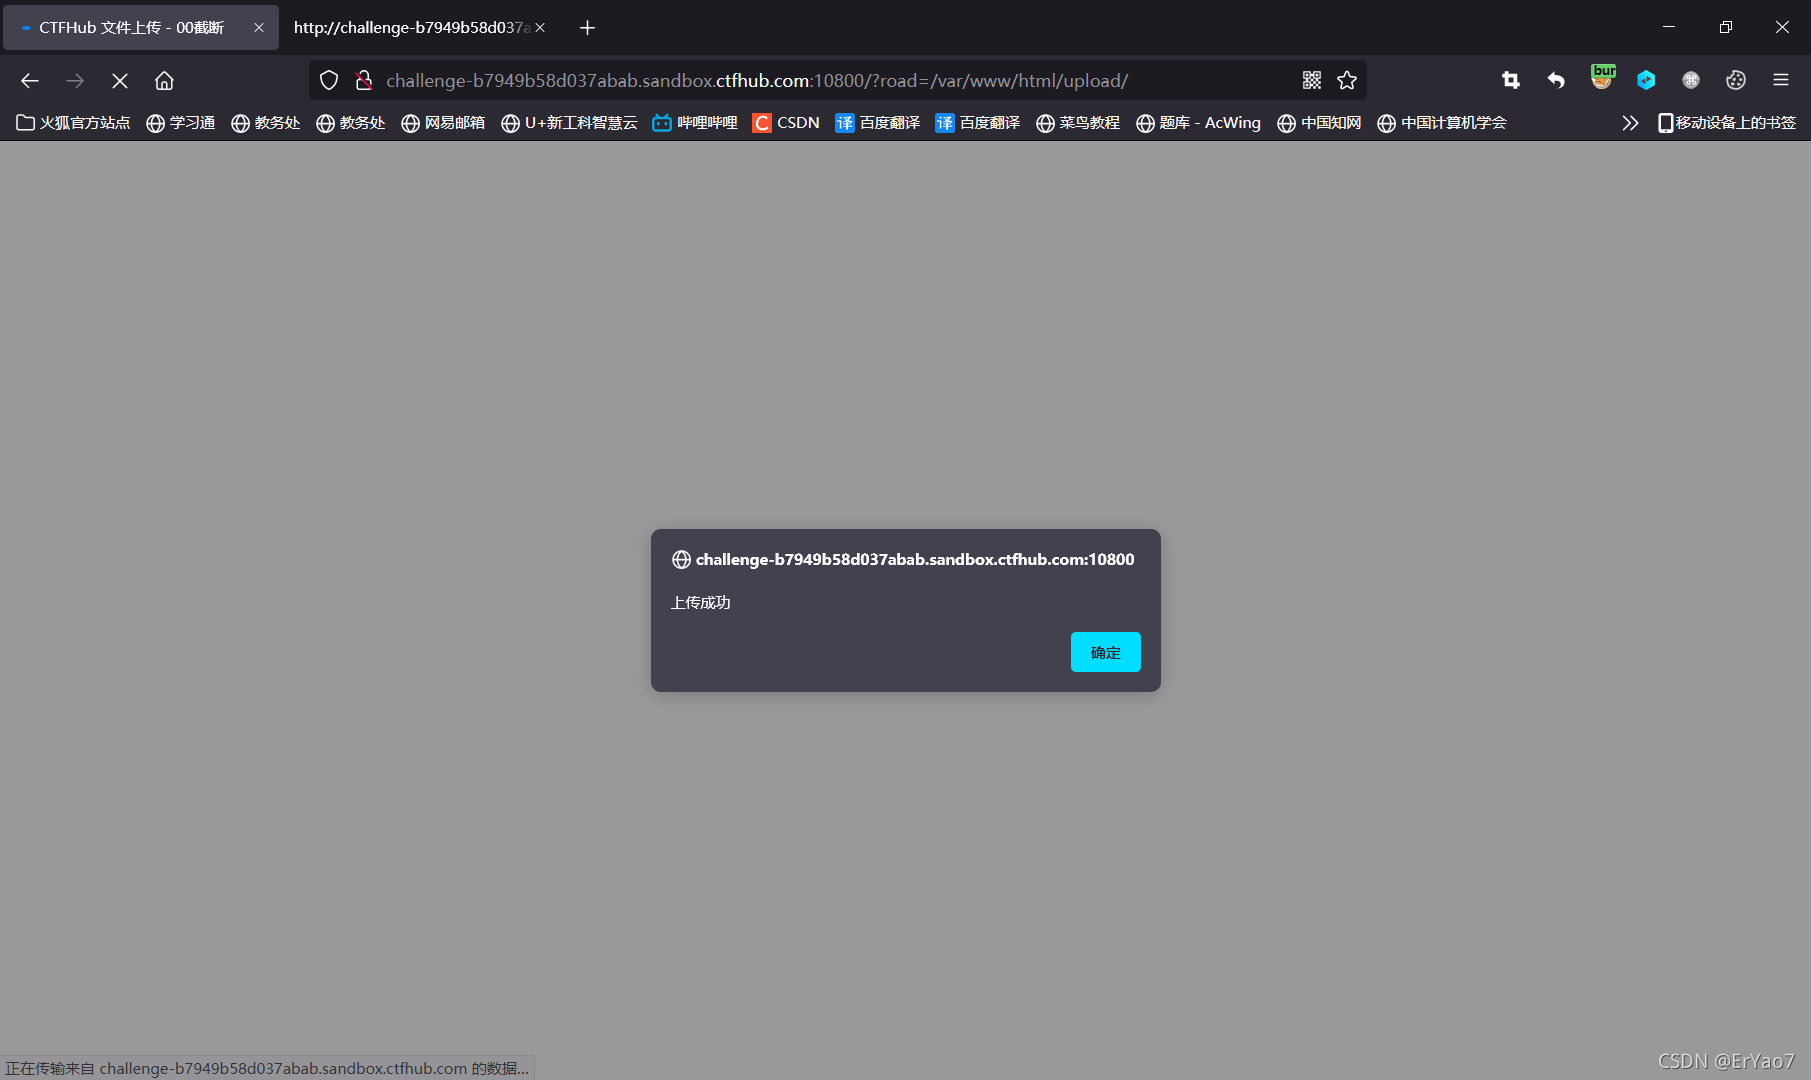 CTFHub 文件上传 - 00截断
http://challenge-b7949b58d037a
challenge-b7949b58d037abab.sandbox.ctfhub.com:10800/?road=/var/www/html/upload/
bur
火狐官方站点 学习通 教务处 教务处 网易邮箱 U+新工科智慧云 哔哩哔哩 C CSDN 译 百度翻译 译 百度翻译 菜鸟教程 题库 - AcWing 中国知网 中国计算机学会 移动设备上的书签
challenge-b7949b58d037abab.sandbox.ctfhub.com:10800
上传成功
确定
正在传输来自 challenge-b7949b58d037abab.sandbox.ctfhub.com 的数据...
CSDN @ErYao7